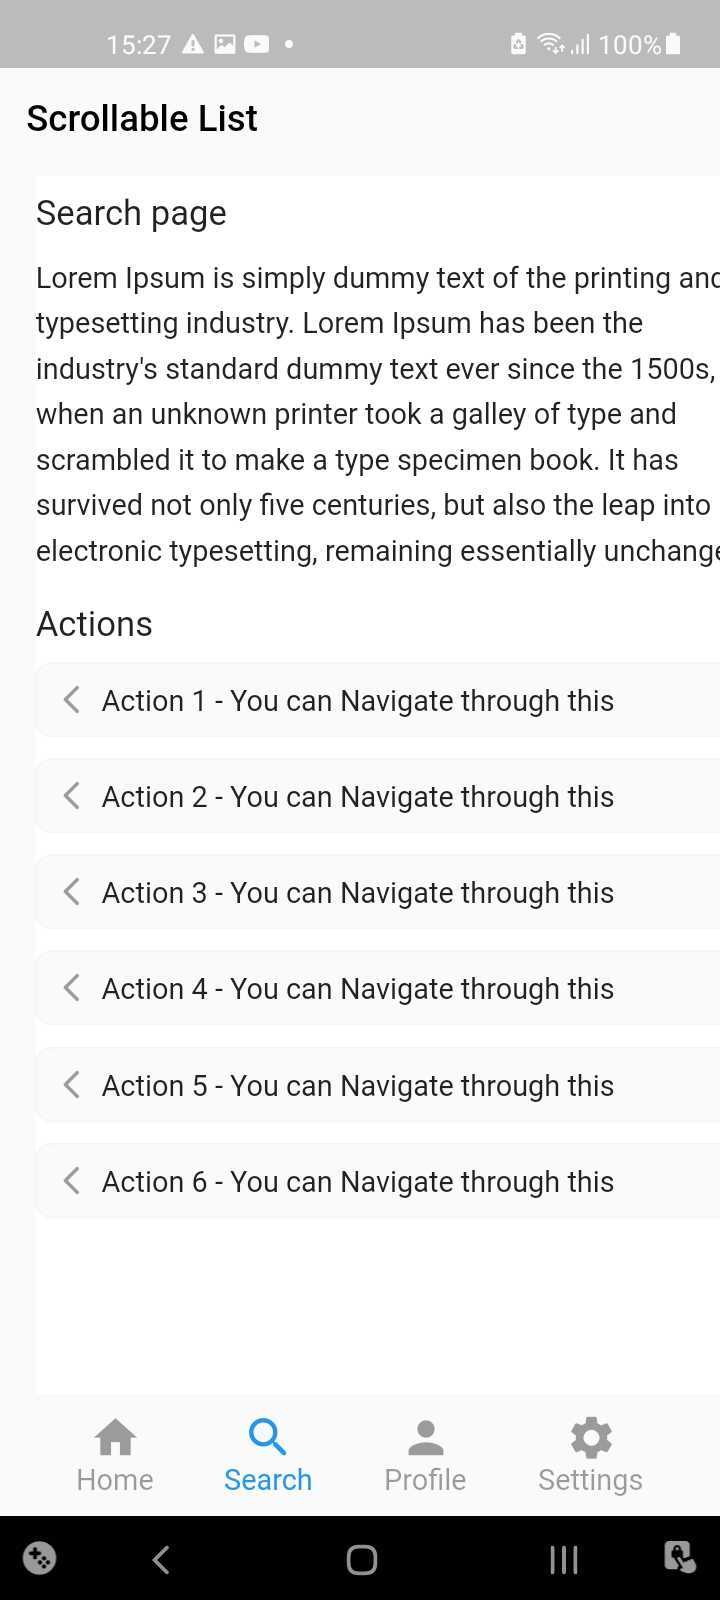 15:27
100%
Scrollable List
Search page
Lorem Ipsum is simply dummy text of the printing and
typesetting industry. Lorem Ipsum has been the
industry's standard dummy text ever since the 1500s,
when an unknown printer took a galley of type and
scrambled it to make a type specimen book. It has
survived not only five centuries, but also the leap into
electronic typesetting, remaining essentially unchange
Actions
Action 1 - You can Navigate through this
Action 2 - You can Navigate through this
Action 3 - You can Navigate through this
Action 4 - You can Navigate through this
Action 5 - You can Navigate through this
Action 6 - You can Navigate through this
Home Search Profile Settings